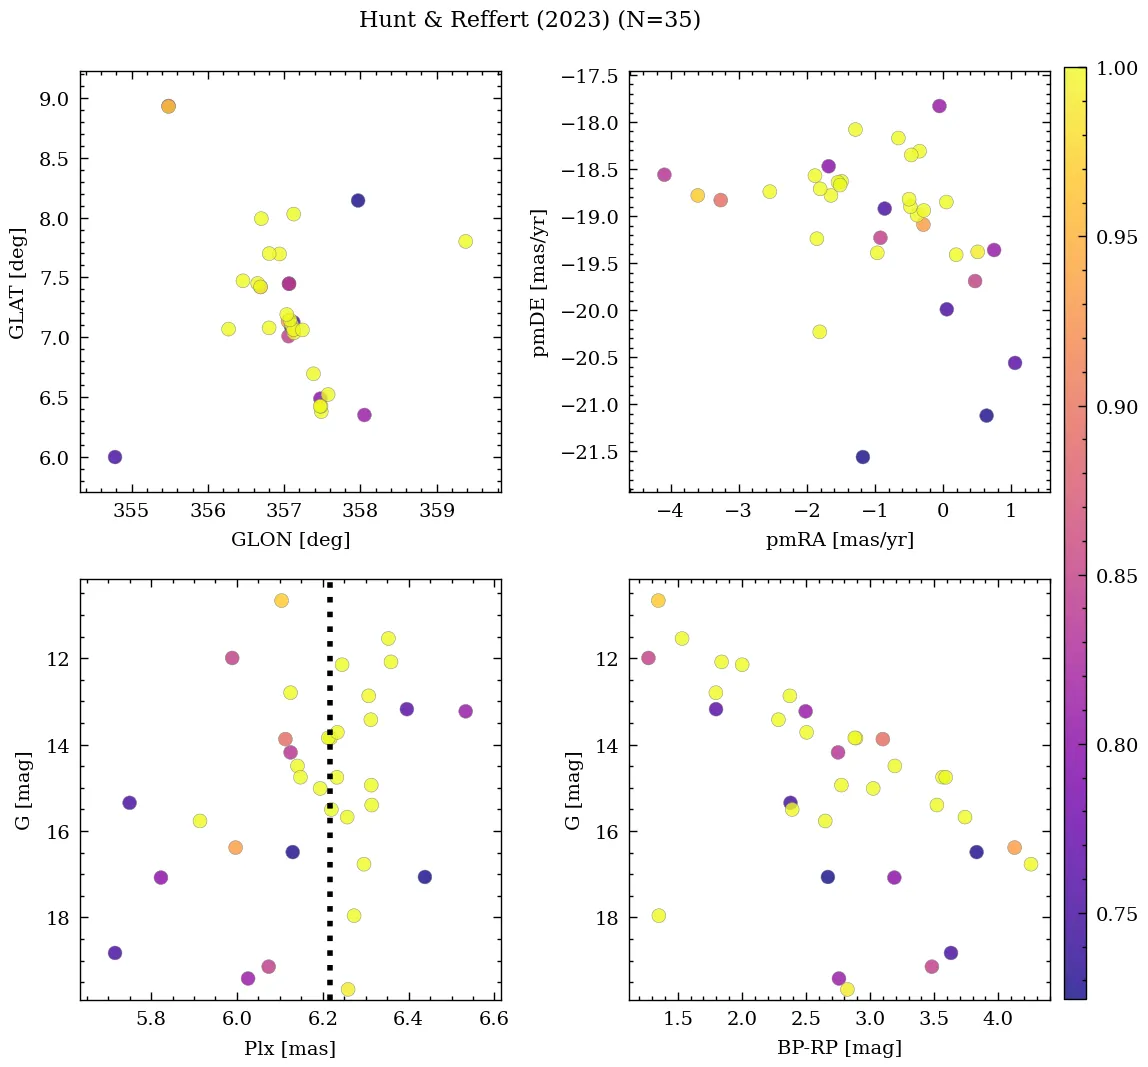 Hunt & Reffert (2023) (N=35)
9.0
8.5
8.0
7.5
7.0
6.5
6.0
GLAT [deg]
355 356 357 358 359
GLON [deg]
−17.5
−18.0
−18.5
−19.0
−19.5
−20.0
−20.5
−21.0
−21.5
pmDE [mas/yr]
−4 −3 −2 −1 0 1
pmRA [mas/yr]
12
14
16
18
G [mag]
5.8 6.0 6.2 6.4 6.6
Plx [mas]
12
14
16
18
G [mag]
1.5 2.0 2.5 3.0 3.5 4.0
BP-RP [mag]
1.00
0.95
0.90
0.85
0.80
0.75